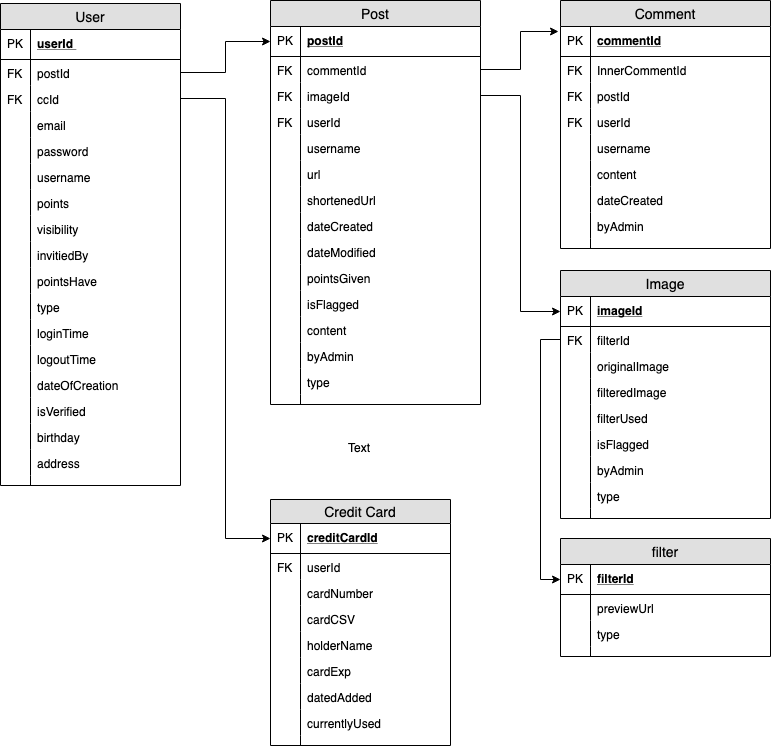 User
PK userId
FK postId
FK ccId
email
password
username
points
visibility
invitiedBy
pointsHave
type
loginTime
logoutTime
dateOfCreation
isVerified
birthday
address
Post
PK postId
FK commentId
FK imageId
FK userId
username
url
shortenedUrl
dateCreated
dateModified
pointsGiven
isFlagged
content
byAdmin
type
Comment
PK commentId
FK InnerCommentId
FK postId
FK userId
username
content
dateCreated
byAdmin
Image
PK imageId
FK filterId
originalImage
filteredImage
filterUsed
isFlagged
byAdmin
type
Text
Credit Card
PK creditCardId
FK userId
cardNumber
cardCSV
holderName
cardExp
datedAdded
currentlyUsed
filter
PK filterId
previewUrl
type